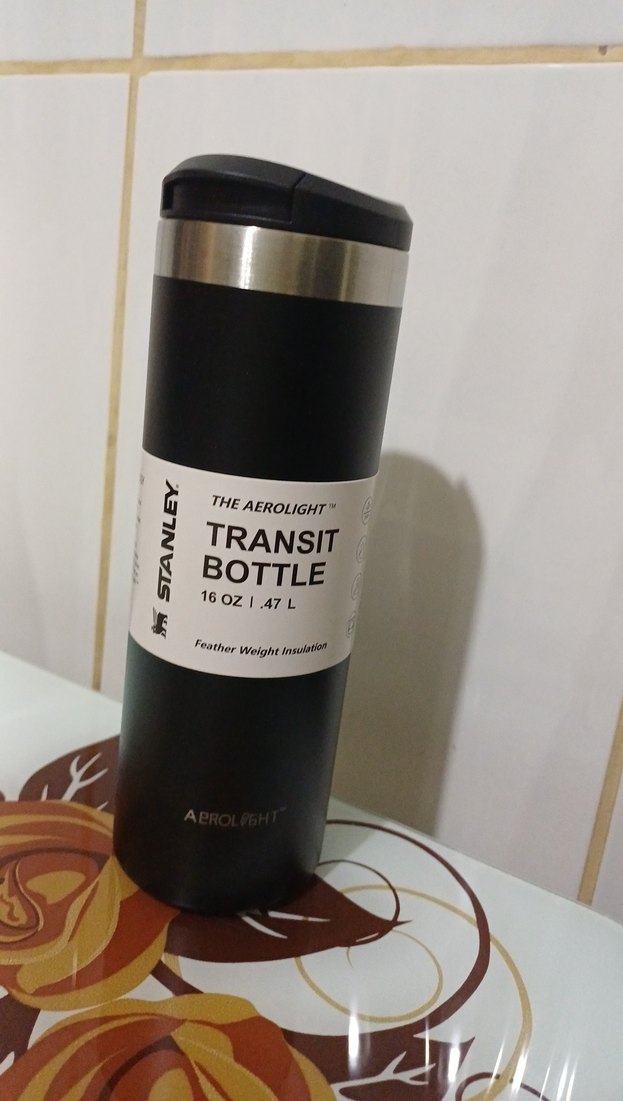 STANLEY
THE AEROLIGHT™
TRANSIT
BOTTLE
16 OZ | .47 L
Feather Weight Insulation
AEROLIGHT™